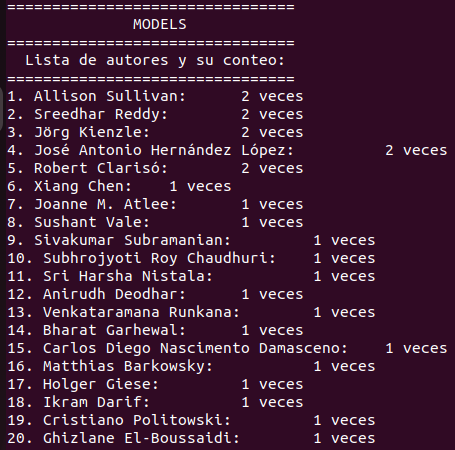 ================================
MODELS
================================
Lista de autores y su conteo:
================================
1. Allison Sullivan: 2 veces
2. Sreedhar Reddy: 2 veces
3. Jörg Kienzle: 2 veces
4. José Antonio Hernández López: 2 veces
5. Robert Clarisó: 2 veces
6. Xiang Chen: 1 veces
7. Joanne M. Atlee: 1 veces
8. Sushant Vale: 1 veces
9. Sivakumar Subramanian: 1 veces
10. Subhrojyoti Roy Chaudhuri: 1 veces
11. Sri Harsha Nistala: 1 veces
12. Anirudh Deodhar: 1 veces
13. Venkataramana Runkana: 1 veces
14. Bharat Garhewal: 1 veces
15. Carlos Diego Nascimento Damasceno: 1 veces
16. Matthias Barkowsky: 1 veces
17. Holger Giese: 1 veces
18. Ikram Darif: 1 veces
19. Cristiano Politowski: 1 veces
20. Ghizlane El-Boussaidi: 1 veces